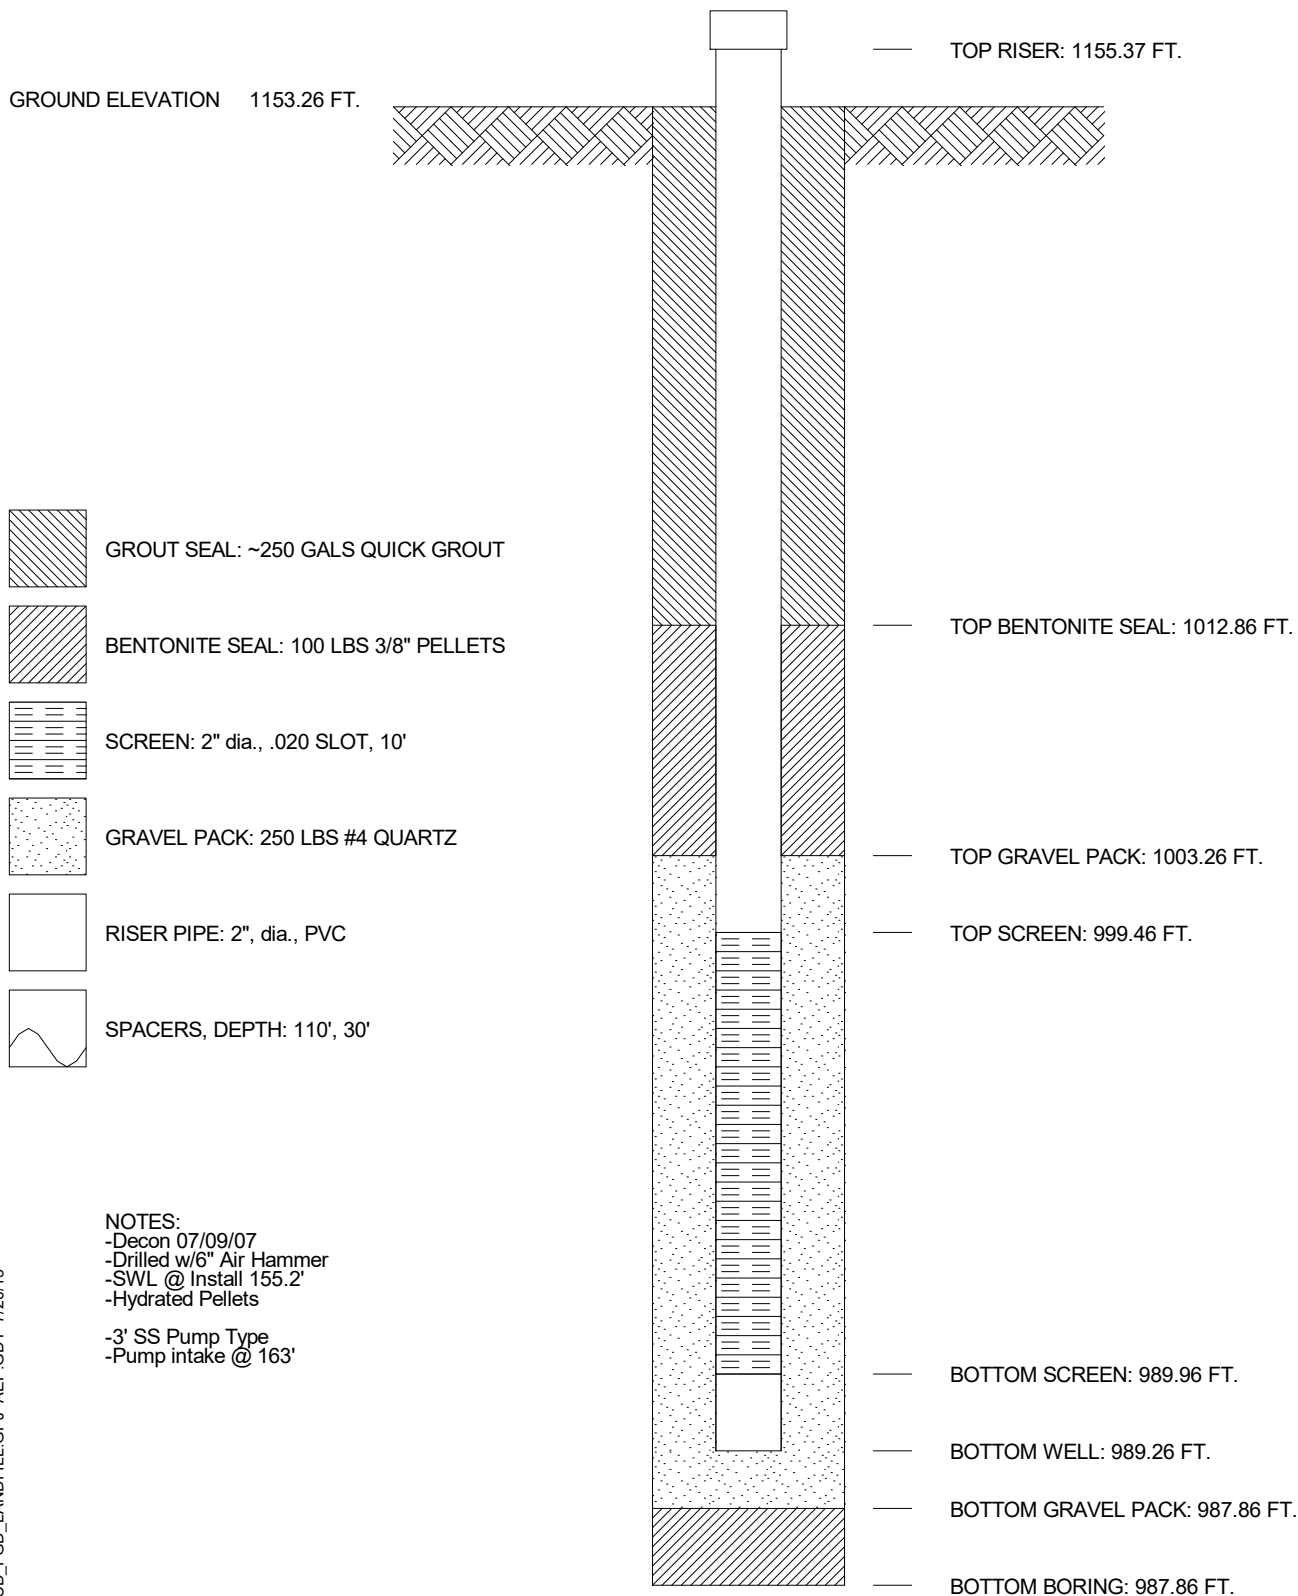 TOP RISER: 1155.37 FT.
GROUND ELEVATION 1153.26 FT.
GROUT SEAL: ~250 GALS QUICK GROUT
TOP BENTONITE SEAL: 1012.86 FT.
BENTONITE SEAL: 100 LBS 3/8" PELLETS
SCREEN: 2" dia., .020 SLOT, 10'
GRAVEL PACK: 250 LBS #4 QUARTZ
TOP GRAVEL PACK: 1003.26 FT.
RISER PIPE: 2", dia., PVC
TOP SCREEN: 999.46 FT.
SPACERS, DEPTH: 110', 30'
NOTES:
-Decon 07/09/07
-Drilled w/6" Air Hammer
-SWL @ Install 155.2'
-Hydrated Pellets
-3' SS Pump Type
-Pump intake @ 163'
BOTTOM SCREEN: 989.96 FT.
BOTTOM WELL: 989.26 FT.
BOTTOM GRAVEL PACK: 987.86 FT.
BOTTOM BORING: 987.86 FT.